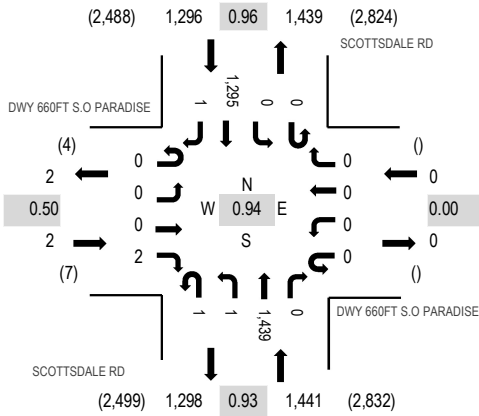 (2,488) 1,296 0.96 1,439 (2,824)
SCOTTSDALE RD
1 1,295 0 0
DWY 660FT S.O PARADISE
(4) 0 0 ()
2 0 0 0
0.50 W N 0.94 S E 0.00
2 0 0 0
(7) 2 0 ()
1 1 1,439 0
DWY 660FT S.O PARADISE
SCOTTSDALE RD
(2,499) 1,298 0.93 1,441 (2,832)